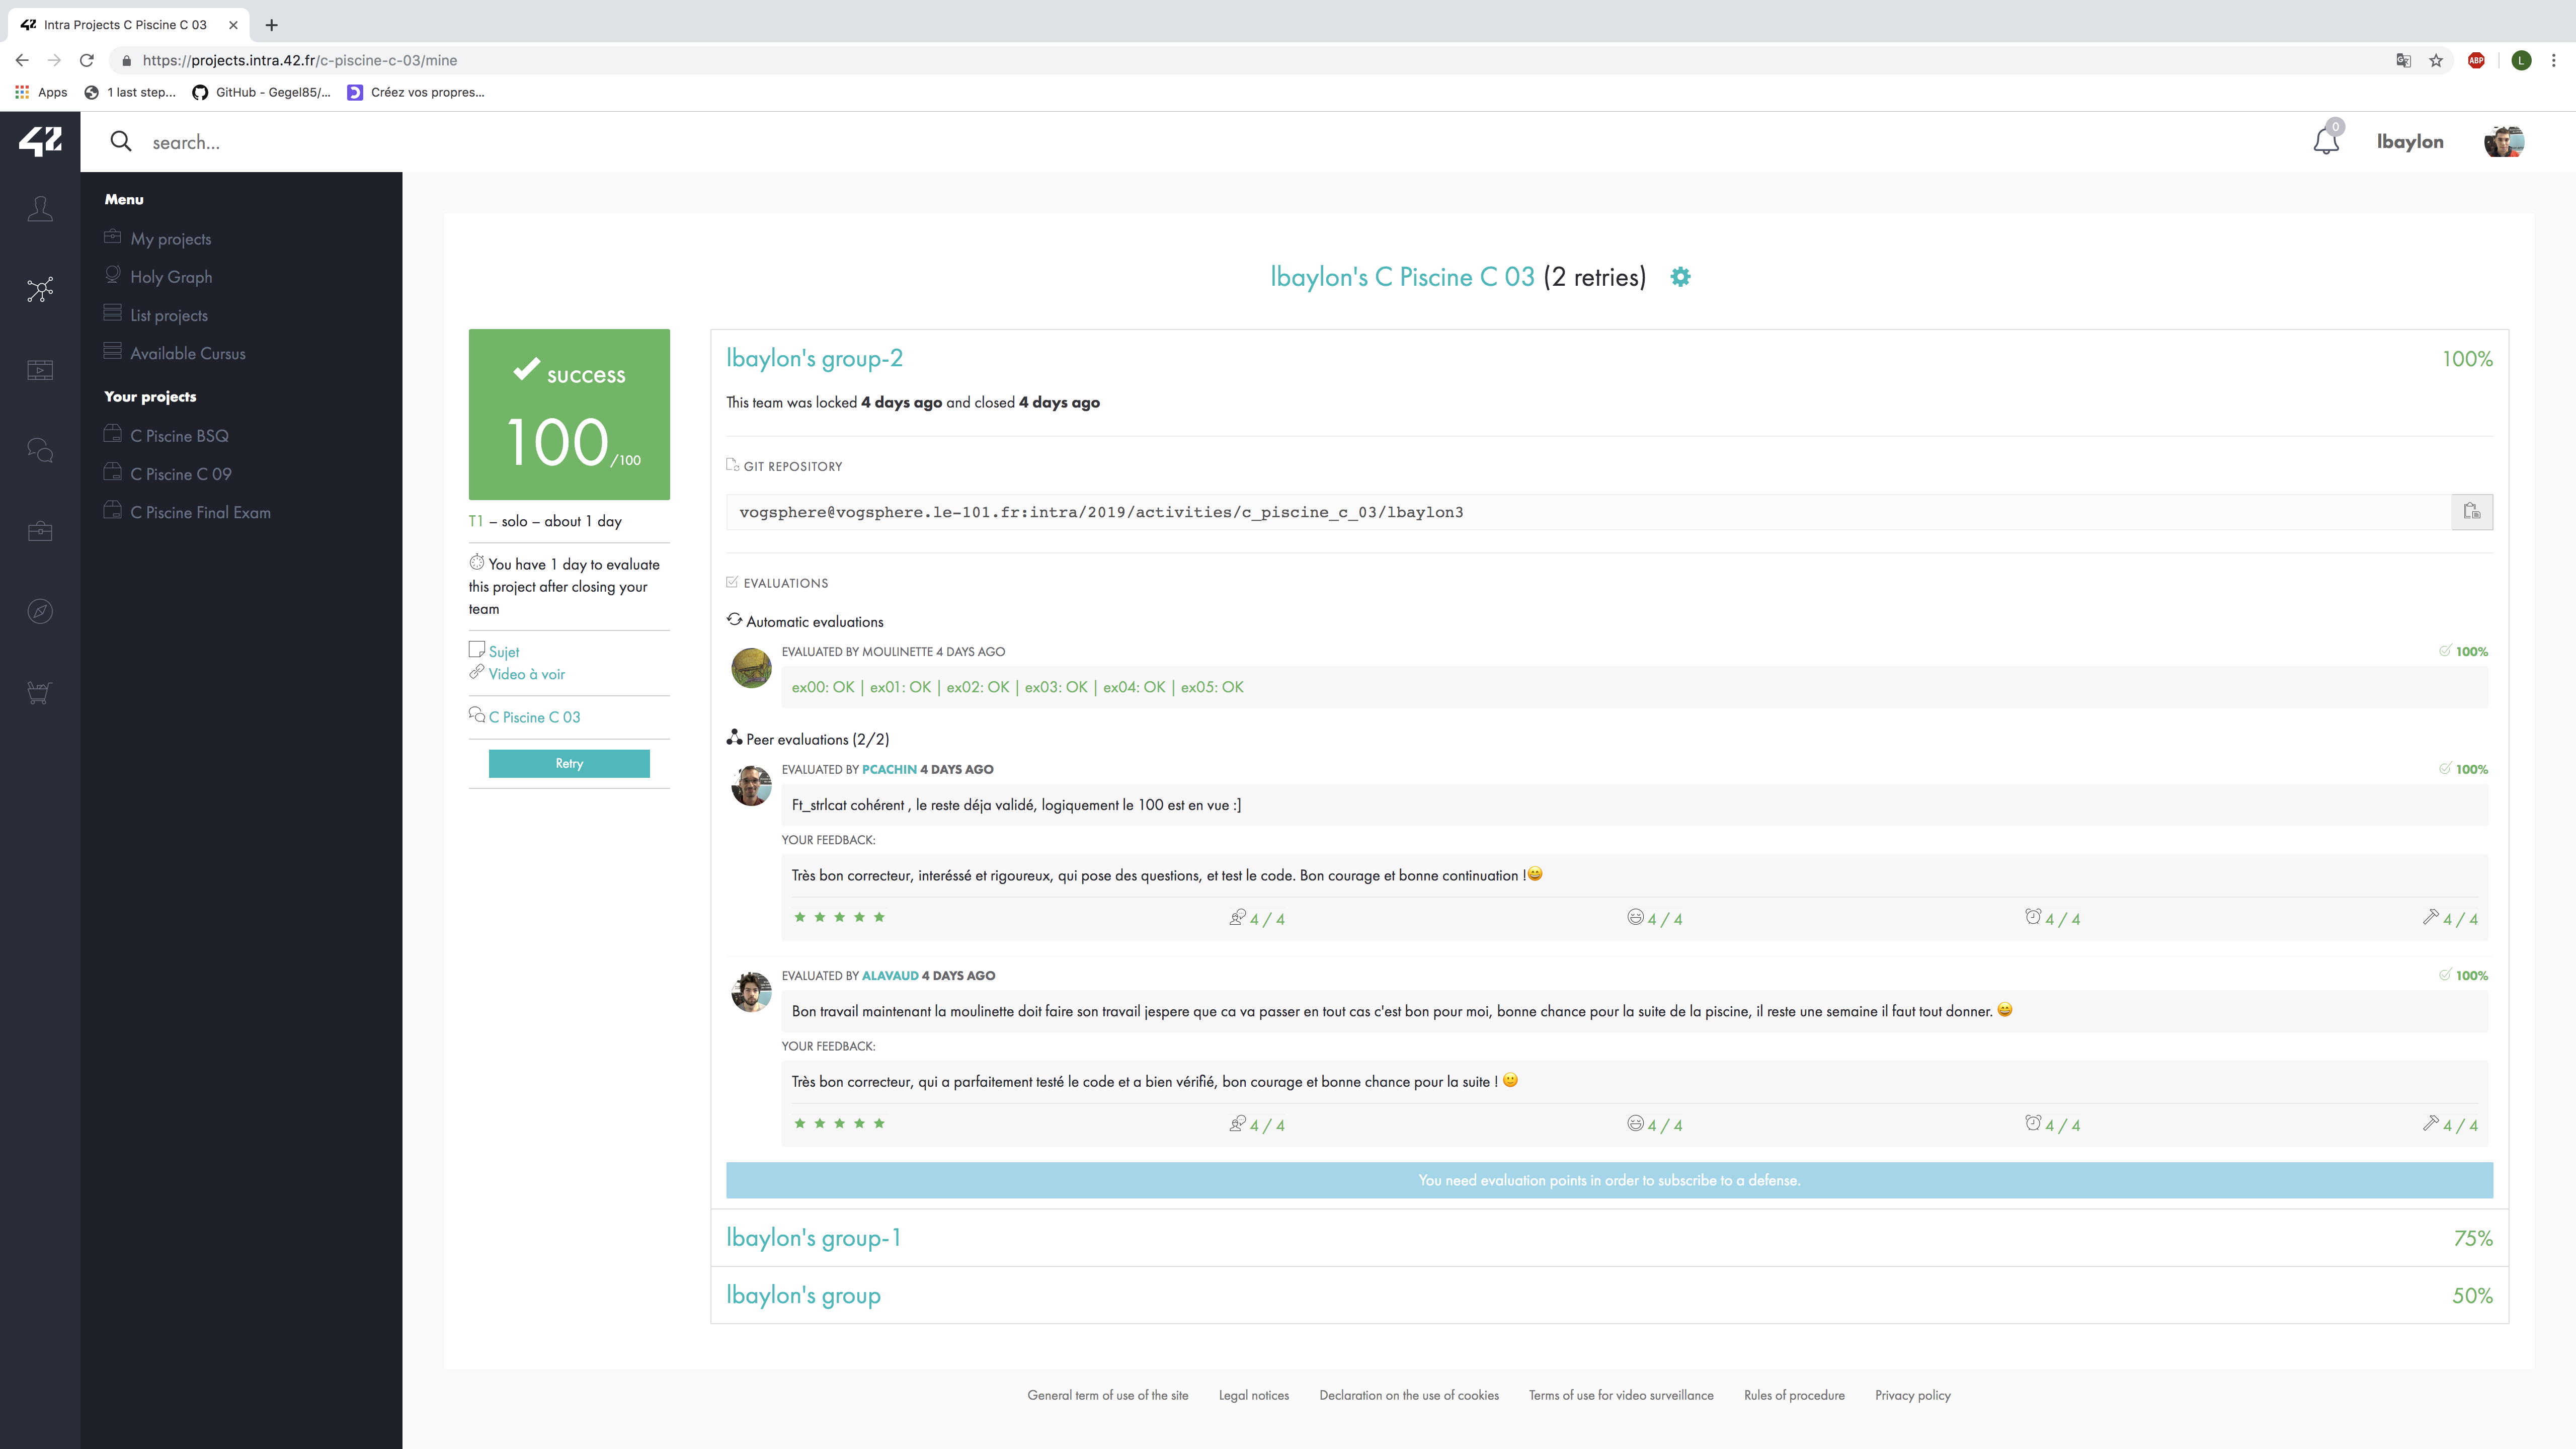 Intra Projects C Piscine C 03
https://projects.intra.42.fr/c-piscine-c-03/mine
ABP
L
Apps
1 last step...
GitHub - Gegel85/...
Créez vos propres...
42
search...
0
lbaylon
Menu
My projects
Holy Graph
List projects
Available Cursus
Your projects
C Piscine BSQ
C Piscine C 09
C Piscine Final Exam
lbaylon's C Piscine C 03 (2 retries)
success
100/100
T1 – solo – about 1 day
You have 1 day to evaluate
this project after closing your
team
Sujet
Video à voir
C Piscine C 03
Retry
lbaylon's group-2 100%
This team was locked 4 days ago and closed 4 days ago
GIT REPOSITORY
vogsphere@vogsphere.le-101.fr:intra/2019/activities/c_piscine_c_03/lbaylon3
EVALUATIONS
Automatic evaluations
EVALUATED BY MOULINETTE 4 DAYS AGO 100%
ex00: OK | ex01: OK | ex02: OK | ex03: OK | ex04: OK | ex05: OK
Peer evaluations (2/2)
EVALUATED BY PCACHIN 4 DAYS AGO 100%
Ft_strlcat cohérent , le reste déja validé, logiquement le 100 est en vue :]
YOUR FEEDBACK:
Très bon correcteur, interéssé et rigoureux, qui pose des questions, et test le code. Bon courage et bonne continuation !😄
★ ★ ★ ★ ★ 4 / 4 4 / 4 4 / 4 4 / 4
EVALUATED BY ALAVAUD 4 DAYS AGO 100%
Bon travail maintenant la moulinette doit faire son travail jespere que ca va passer en tout cas c'est bon pour moi, bonne chance pour la suite de la piscine, il reste une semaine il faut tout donner. 😄
YOUR FEEDBACK:
Très bon correcteur, qui a parfaitement testé le code et a bien vérifié, bon courage et bonne chance pour la suite ! 🙂
★ ★ ★ ★ ★ 4 / 4 4 / 4 4 / 4 4 / 4
You need evaluation points in order to subscribe to a defense.
lbaylon's group-1 75%
lbaylon's group 50%
General term of use of the site Legal notices Declaration on the use of cookies Terms of use for video surveillance Rules of procedure Privacy policy